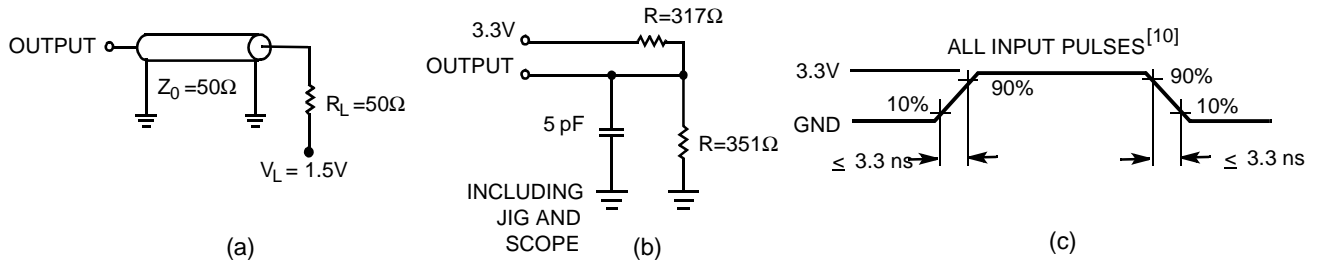 OUTPUT
Z0 =50Ω
RL =50Ω
VL = 1.5V
(a)
R=317Ω
3.3V
OUTPUT
5 pF
R=351Ω
INCLUDING
JIG AND
SCOPE
(b)
ALL INPUT PULSES[10]
3.3V
90%
90%
10%
10%
GND
≤ 3.3 ns
≤ 3.3 ns
(c)